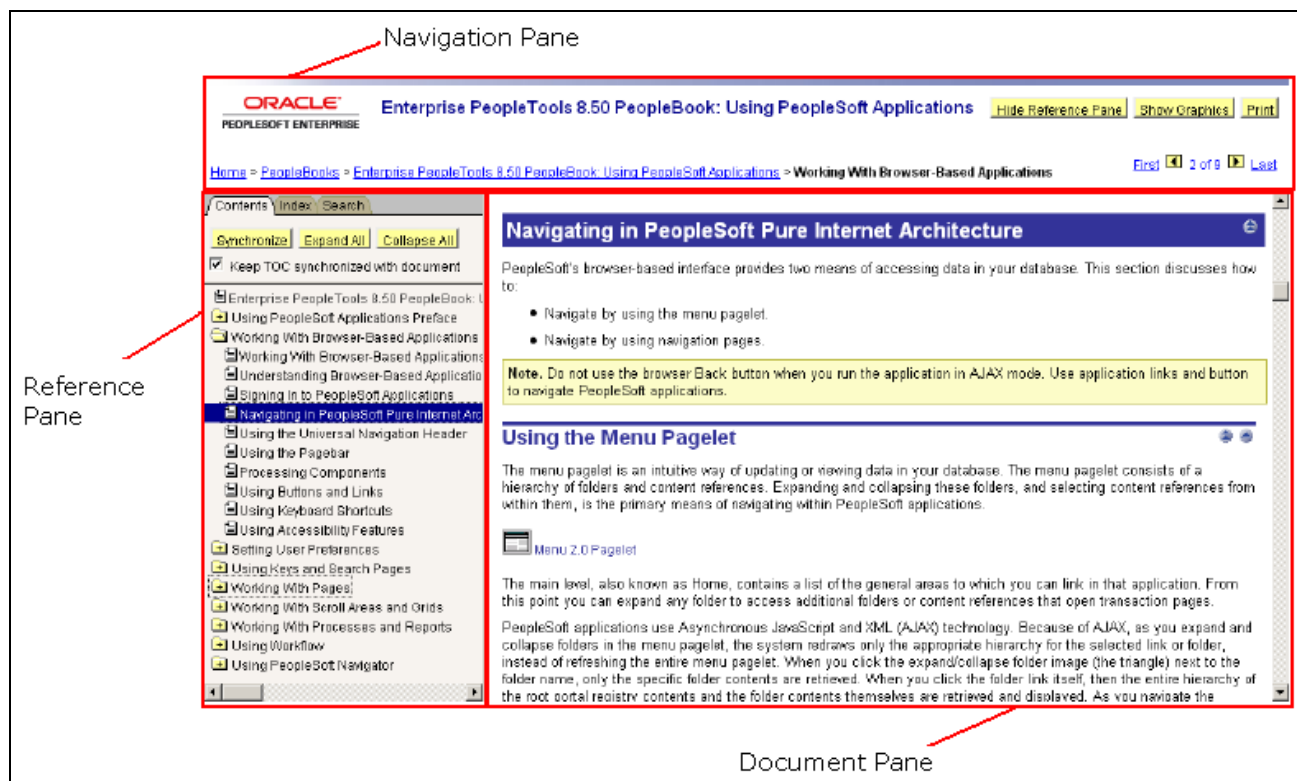 Navigation Pane
ORACLE
PEOPLESOFT ENTERPRISE
Enterprise PeopleTools 8.50 PeopleBook: Using PeopleSoft Applications
Hide Reference Pane
Show Graphics
Print
Home > PeopleBooks > Enterprise PeopleTools 8.50 PeopleBook: Using PeopleSoft Applications > Working With Browser-Based Applications
First 2 of 9 Last
Contents Index Search
Synchronize Expand All Collapse All
Keep TOC synchronized with document
Enterprise PeopleTools 8.50 PeopleBook: U
Using PeopleSoft Applications Preface
Working With Browser-Based Applications
Working With Browser-Based Applications
Understanding Browser-Based Applicatio
Signing In to PeopleSoft Applications
Navigating in PeopleSoft Pure Internet Arc
Using the Universal Navigation Header
Using the Pagebar
Processing Components
Using Buttons and Links
Using Keyboard Shortcuts
Using Accessibility Features
Setting User Preferences
Using Keys and Search Pages
Working With Pages
Working With Scroll Areas and Grids
Working With Processes and Reports
Using Workflow
Using PeopleSoft Navigator
Reference
Pane
Navigating in PeopleSoft Pure Internet Architecture
PeopleSoft's browser-based interface provides two means of accessing data in your database. This section discusses how
to:
• Navigate by using the menu pagelet.
• Navigate by using navigation pages.
Note. Do not use the browser Back button when you run the application in AJAX mode. Use application links and button
to navigate PeopleSoft applications.
Using the Menu Pagelet
The menu pagelet is an intuitive way of updating or viewing data in your database. The menu pagelet consists of a
hierarchy of folders and content references. Expanding and collapsing these folders, and selecting content references from
within them, is the primary means of navigating within PeopleSoft applications.
Menu 2.0 Pagelet
The main level, also known as Home, contains a list of the general areas to which you can link in that application. From
this point you can expand any folder to access additional folders or content references that open transaction pages.
PeopleSoft applications use Asynchronous JavaScript and XML (AJAX) technology. Because of AJAX, as you expand and
collapse folders in the menu pagelet, the system redraws only the appropriate hierarchy for the selected link or folder,
instead of refreshing the entire menu pagelet. When you click the expand/collapse folder image (the triangle) next to the
folder name, only the specific folder contents are retrieved. When you click the folder link itself, then the entire hierarchy of
the root portal registry contents and the folder contents themselves are retrieved and displayed. As you navigate the
Document Pane